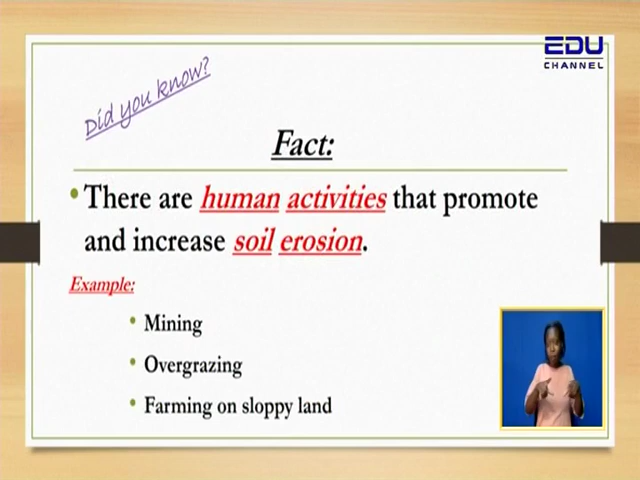 EDU
CHANNEL
Did you know?
Fact:
•There are human activities that promote
and increase soil erosion.
Example:
• Mining
• Overgrazing
• Farming on sloppy land